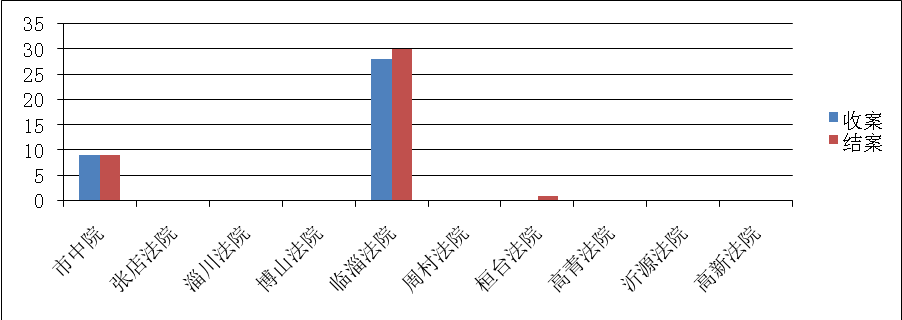 35
30
25
20
15
10
5
0
市中院
张店法院
淄川法院
博山法院
临淄法院
周村法院
桓台法院
高青法院
沂源法院
高新法院
收案
结案